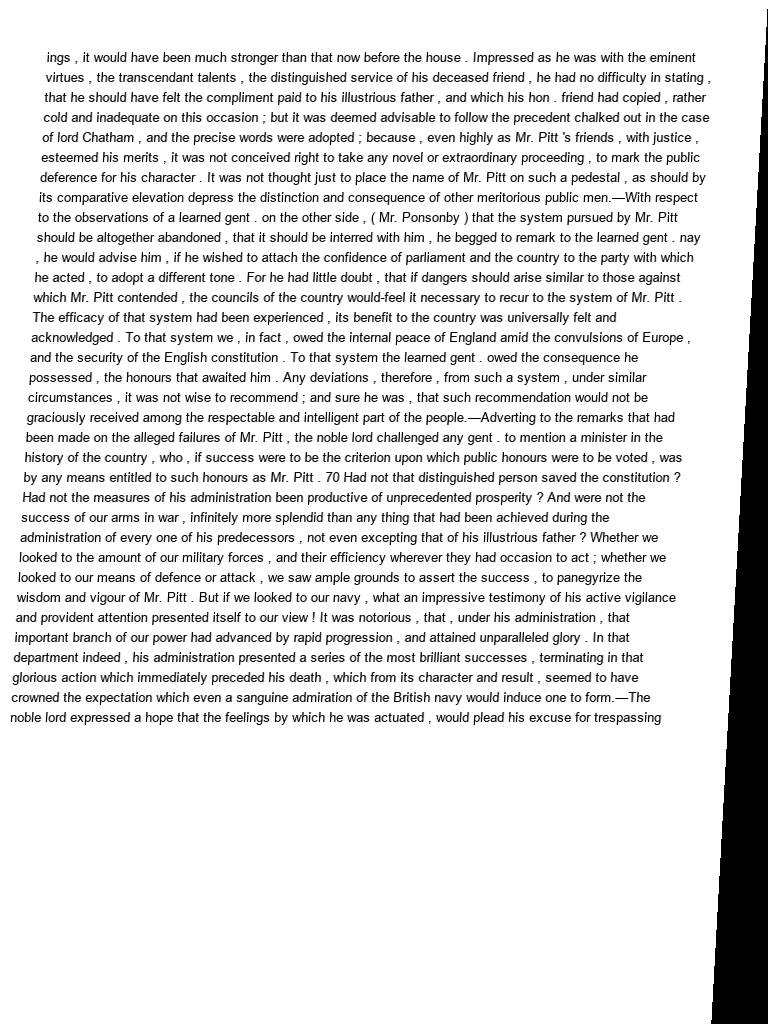 ings , it would have been much stronger than that now before the house . Impressed as he was with the eminent
virtues , the transcendant talents , the distinguished service of his deceased friend , he had no difficulty in stating ,
that he should have felt the compliment paid to his illustrious father , and which his hon . friend had copied , rather
cold and inadequate on this occasion ; but it was deemed advisable to follow the precedent chalked out in the case
of lord Chatham , and the precise words were adopted ; because , even highly as Mr. Pitt 's friends , with justice ,
esteemed his merits , it was not conceived right to take any novel or extraordinary proceeding , to mark the public
deference for his character . It was not thought just to place the name of Mr. Pitt on such a pedestal , as should by
its comparative elevation depress the distinction and consequence of other meritorious public men.—With respect
to the observations of a learned gent . on the other side , ( Mr. Ponsonby ) that the system pursued by Mr. Pitt
should be altogether abandoned , that it should be interred with him , he begged to remark to the learned gent . nay
, he would advise him , if he wished to attach the confidence of parliament and the country to the party with which
he acted , to adopt a different tone . For he had little doubt , that if dangers should arise similar to those against
which Mr. Pitt contended , the councils of the country would-feel it necessary to recur to the system of Mr. Pitt .
The efficacy of that system had been experienced , its benefit to the country was universally felt and
acknowledged . To that system we , in fact , owed the internal peace of England amid the convulsions of Europe ,
and the security of the English constitution . To that system the learned gent . owed the consequence he
possessed , the honours that awaited him . Any deviations , therefore , from such a system , under similar
circumstances , it was not wise to recommend ; and sure he was , that such recommendation would not be
graciously received among the respectable and intelligent part of the people.—Adverting to the remarks that had
been made on the alleged failures of Mr. Pitt , the noble lord challenged any gent . to mention a minister in the
history of the country , who , if success were to be the criterion upon which public honours were to be voted , was
by any means entitled to such honours as Mr. Pitt . 70 Had not that distinguished person saved the constitution ?
Had not the measures of his administration been productive of unprecedented prosperity ? And were not the
success of our arms in war , infinitely more splendid than any thing that had been achieved during the
administration of every one of his predecessors , not even excepting that of his illustrious father ? Whether we
looked to the amount of our military forces , and their efficiency wherever they had occasion to act ; whether we
looked to our means of defence or attack , we saw ample grounds to assert the success , to panegyrize the
wisdom and vigour of Mr. Pitt . But if we looked to our navy , what an impressive testimony of his active vigilance
and provident attention presented itself to our view ! It was notorious , that , under his administration , that
important branch of our power had advanced by rapid progression , and attained unparalleled glory . In that
department indeed , his administration presented a series of the most brilliant successes , terminating in that
glorious action which immediately preceded his death , which from its character and result , seemed to have
crowned the expectation which even a sanguine admiration of the British navy would induce one to form.—The
noble lord expressed a hope that the feelings by which he was actuated , would plead his excuse for trespassing